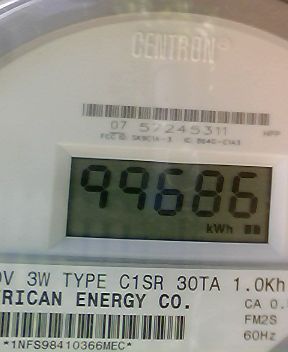 CENTRON
07 57245311
99686
kWh
0V 3W TYPE C1SR 30TA 1.0Kh
RICAN ENERGY CO.
CA 0.
FM2S
60Hz
*1NFS98410366MEC*